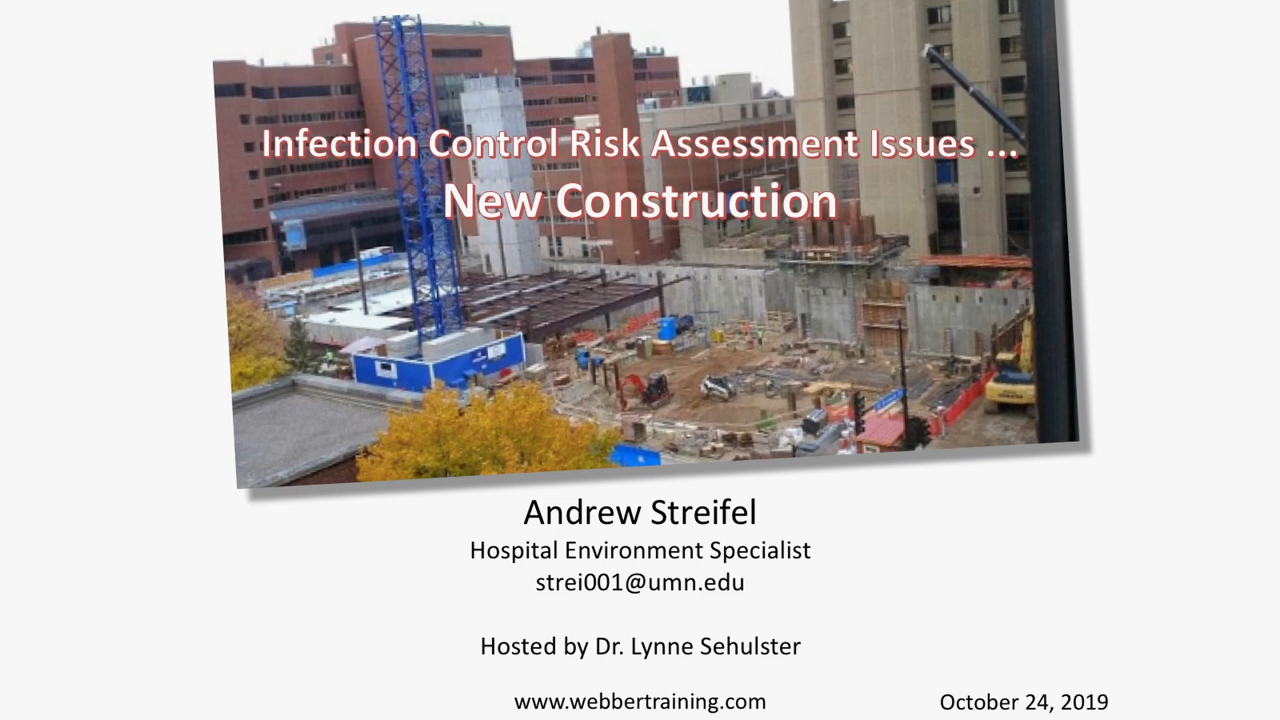 Infection Control Risk Assessment Issues ...
New Construction
Andrew Streifel
Hospital Environment Specialist
strei001@umn.edu
Hosted by Dr. Lynne Sehulster
www.webbertraining.com
October 24, 2019